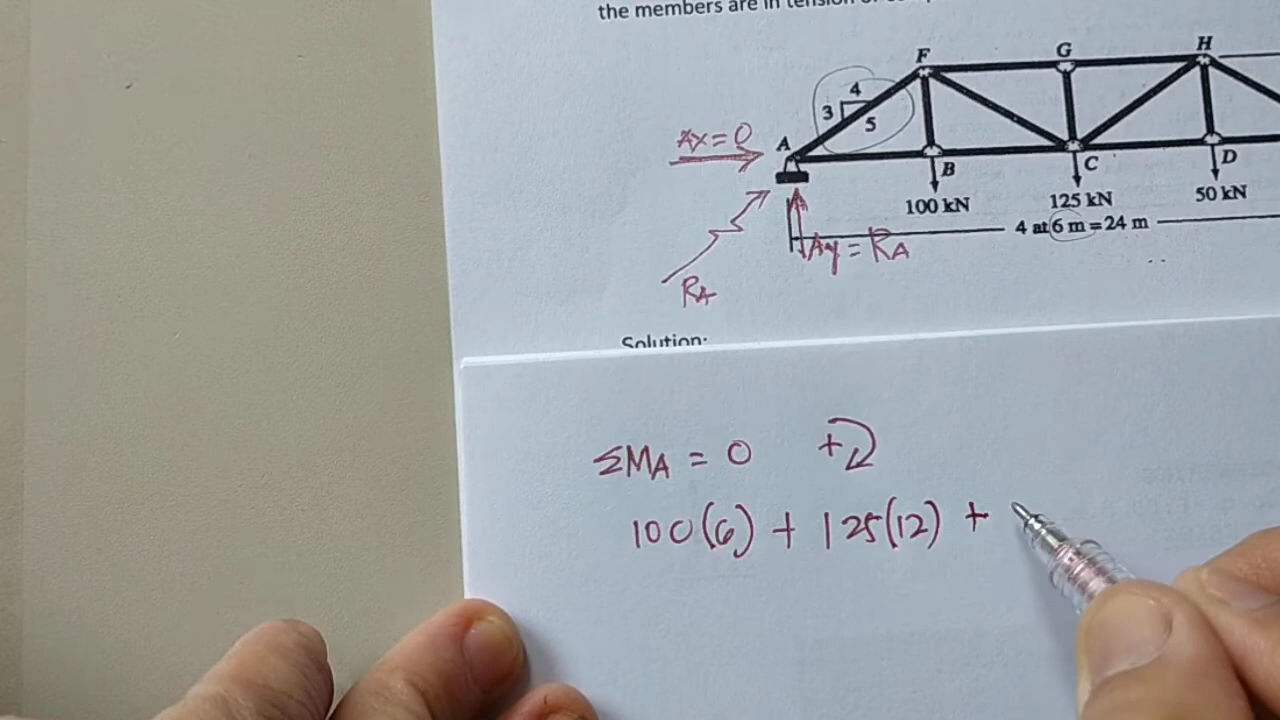 the members are in tension or
F G H
4
3
5
Ax = 0
A
B C D
100 kN 125 kN 50 kN
4 at 6 m = 24 m
Ay = RA
RA
Solution:
ΣMA = 0 +
100(6) + 125(12) +